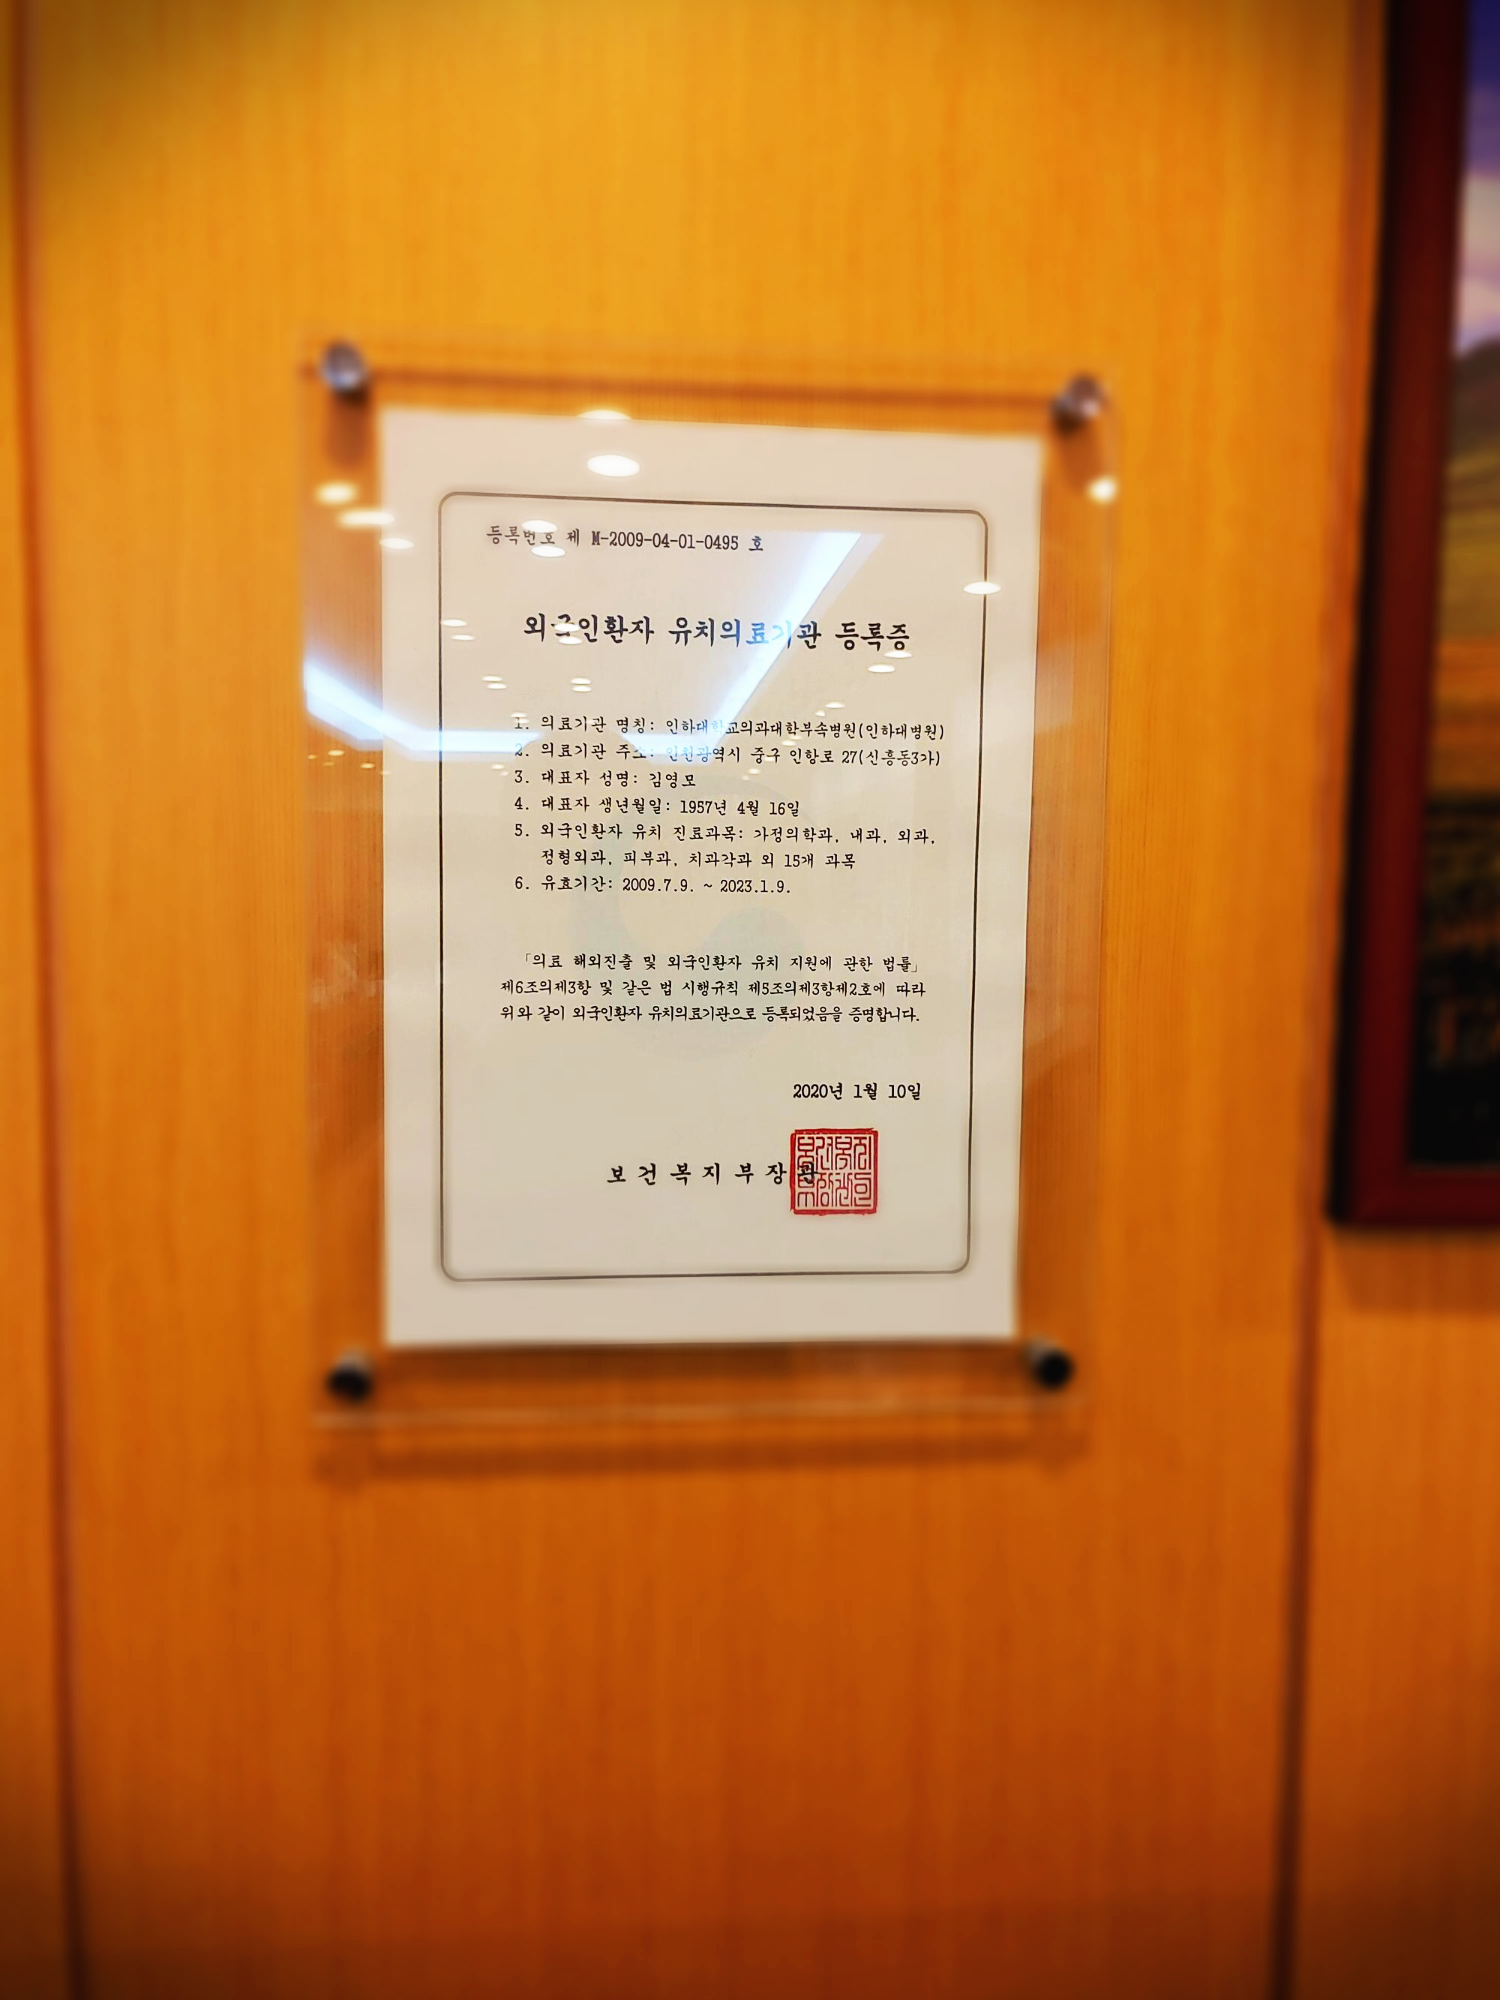 등록번호 제 M-2009-04-01-0495 호
외국인환자 유치의료기관 등록증
1. 의료기관 명칭: 인하대학교의과대학부속병원(인하대병원)
2. 의료기관 주소: 인천광역시 중구 인항로 27(신흥동3가)
3. 대표자 성명: 김영모
4. 대표자 생년월일: 1957년 4월 16일
5. 외국인환자 유치 진료과목: 가정의학과, 내과, 외과,
정형외과, 피부과, 치과각과 외 15개 과목
6. 유효기간: 2009.7.9. ~ 2023.1.9.
「의료 해외진출 및 외국인환자 유치 지원에 관한 법률」
제6조의제3항 및 같은 법 시행규칙 제5조의제3항제2호에 따라
위와 같이 외국인환자 유치의료기관으로 등록되었음을 증명합니다.
2020년 1월 10일
보건복지부장관